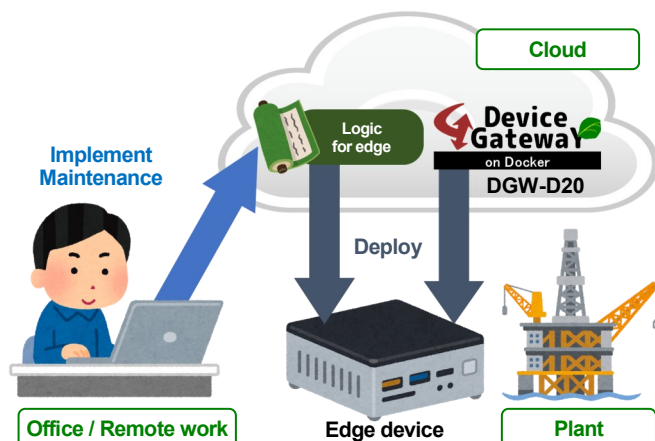 Cloud
Logic
for edge
Device
GatewaY
on Docker
DGW-D20
Implement
Maintenance
Deploy
Office / Remote work
Edge device
Plant